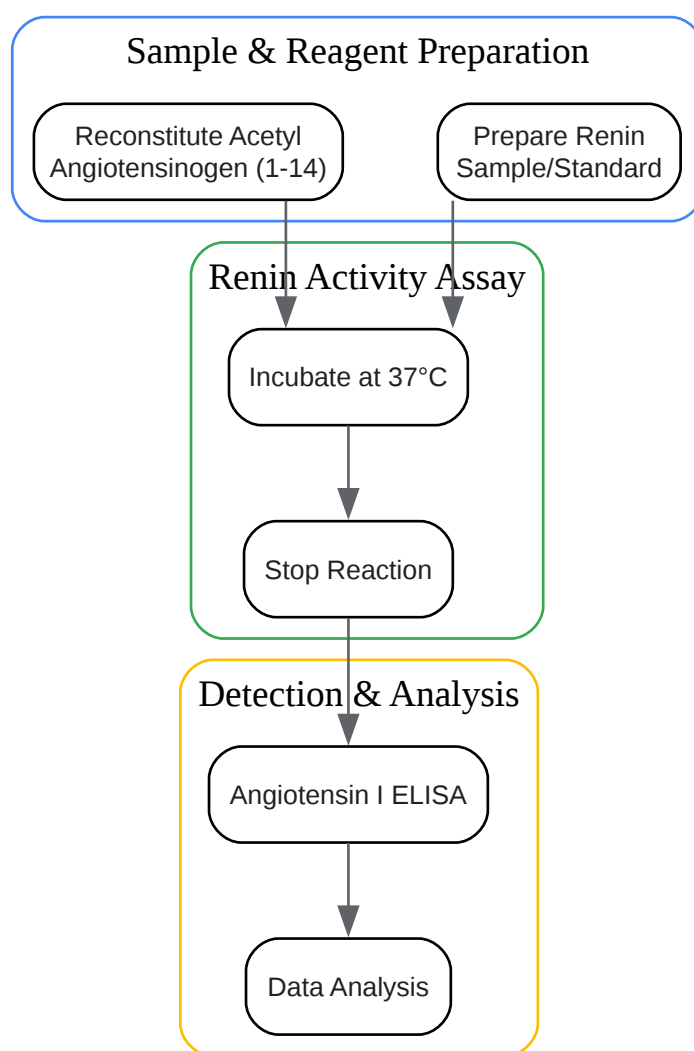 Sample & Reagent Preparation
Reconstitute Acetyl
Angiotensinogen (1-14)
Prepare Renin
Sample/Standard
Renin Activity Assay
Incubate at 37°C
Stop Reaction
Detection & Analysis
Angiotensin I ELISA
Data Analysis